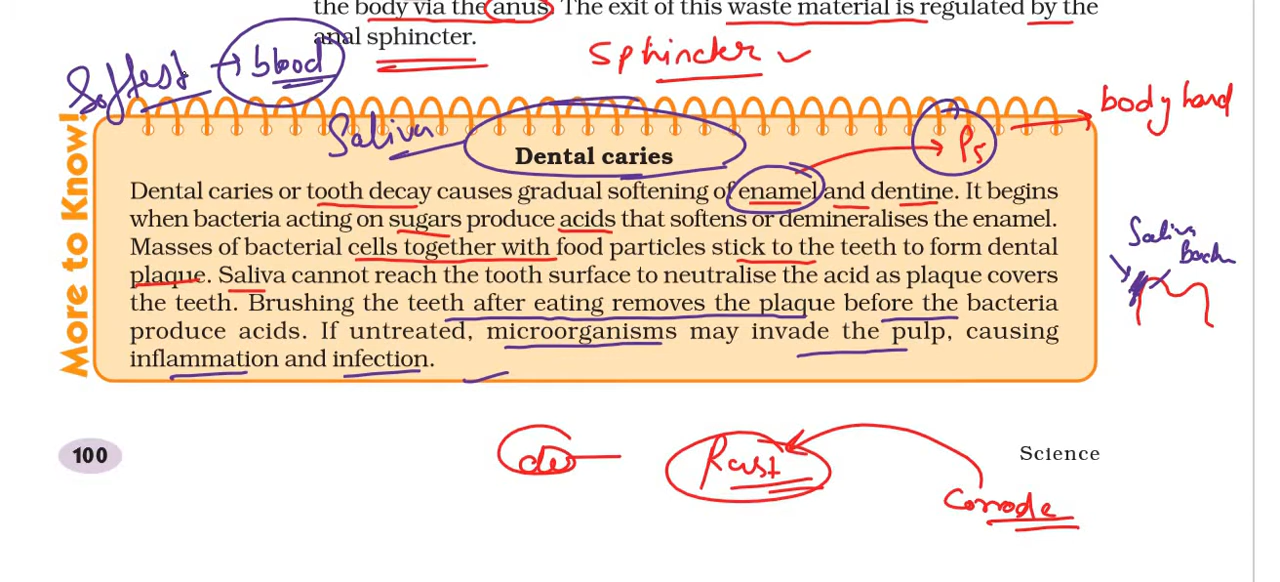 the body via the anus. The exit of this waste material is regulated by the
anal sphincter.
Sphincter
Softest → blood
body hard
Saliva
Dental caries
More to Know!
Dental caries or tooth decay causes gradual softening of enamel and dentine. It begins
when bacteria acting on sugars produce acids that softens or demineralises the enamel.
Masses of bacterial cells together with food particles stick to the teeth to form dental
plaque. Saliva cannot reach the tooth surface to neutralise the acid as plaque covers
the teeth. Brushing the teeth after eating removes the plaque before the bacteria
produce acids. If untreated, microorganisms may invade the pulp, causing
inflammation and infection.
Saliva
100
Rust
Science
Corrode